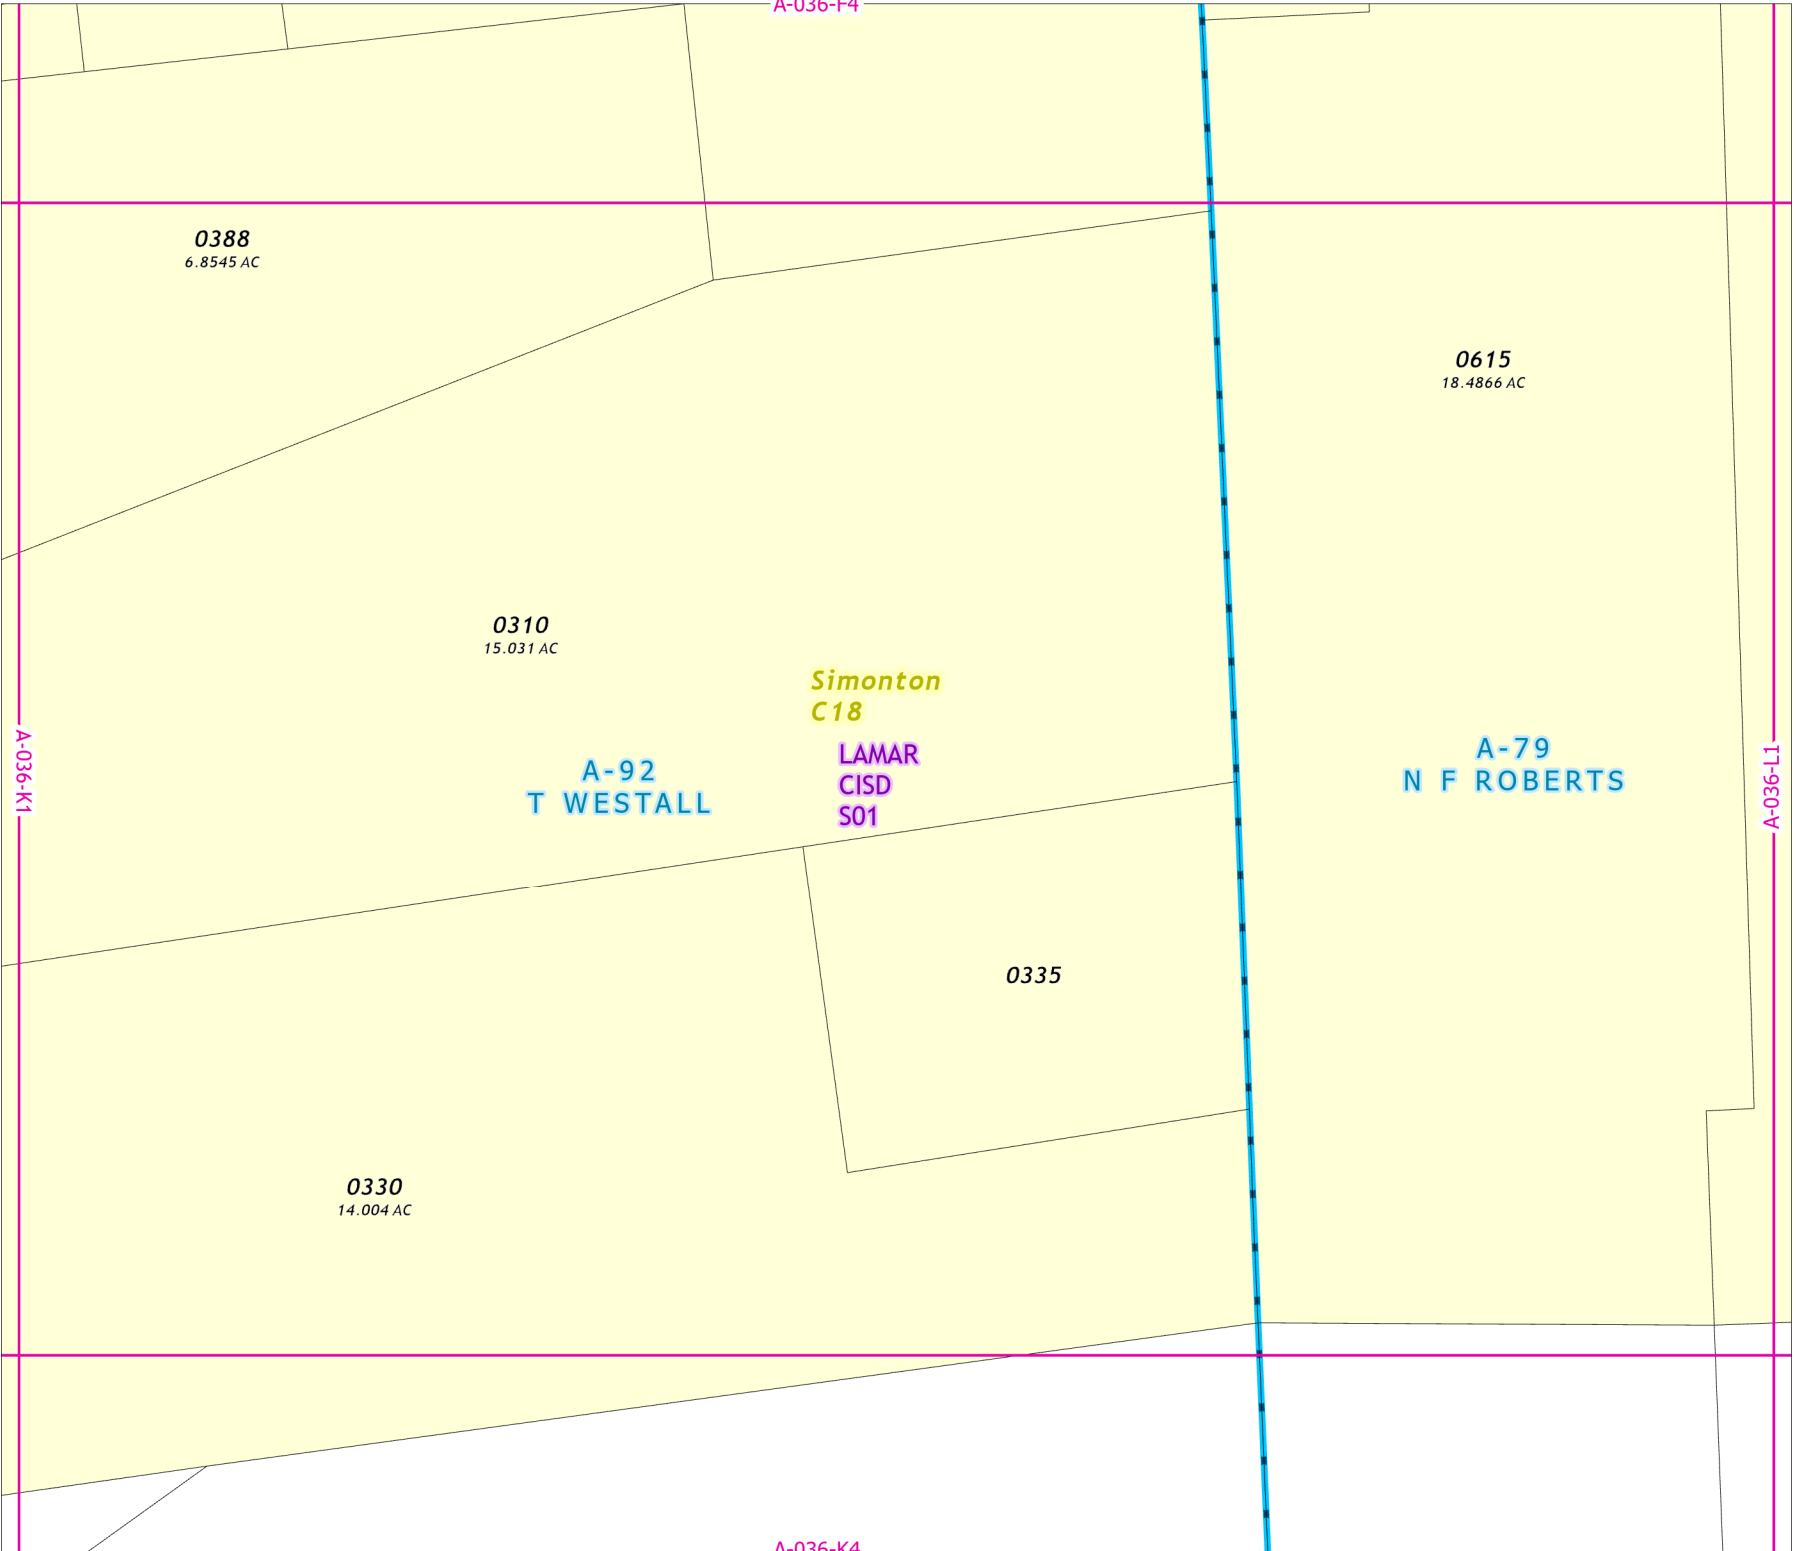 A-036-F4
0388
6.8545 AC
0615
18.4866 AC
0310
15.031 AC
Simonton
C18
LAMAR
CISD
S01
A-92
T WESTALL
A-79
N F ROBERTS
A-036-K1
A-036-L1
0335
0330
14.004 AC
A-036-K4